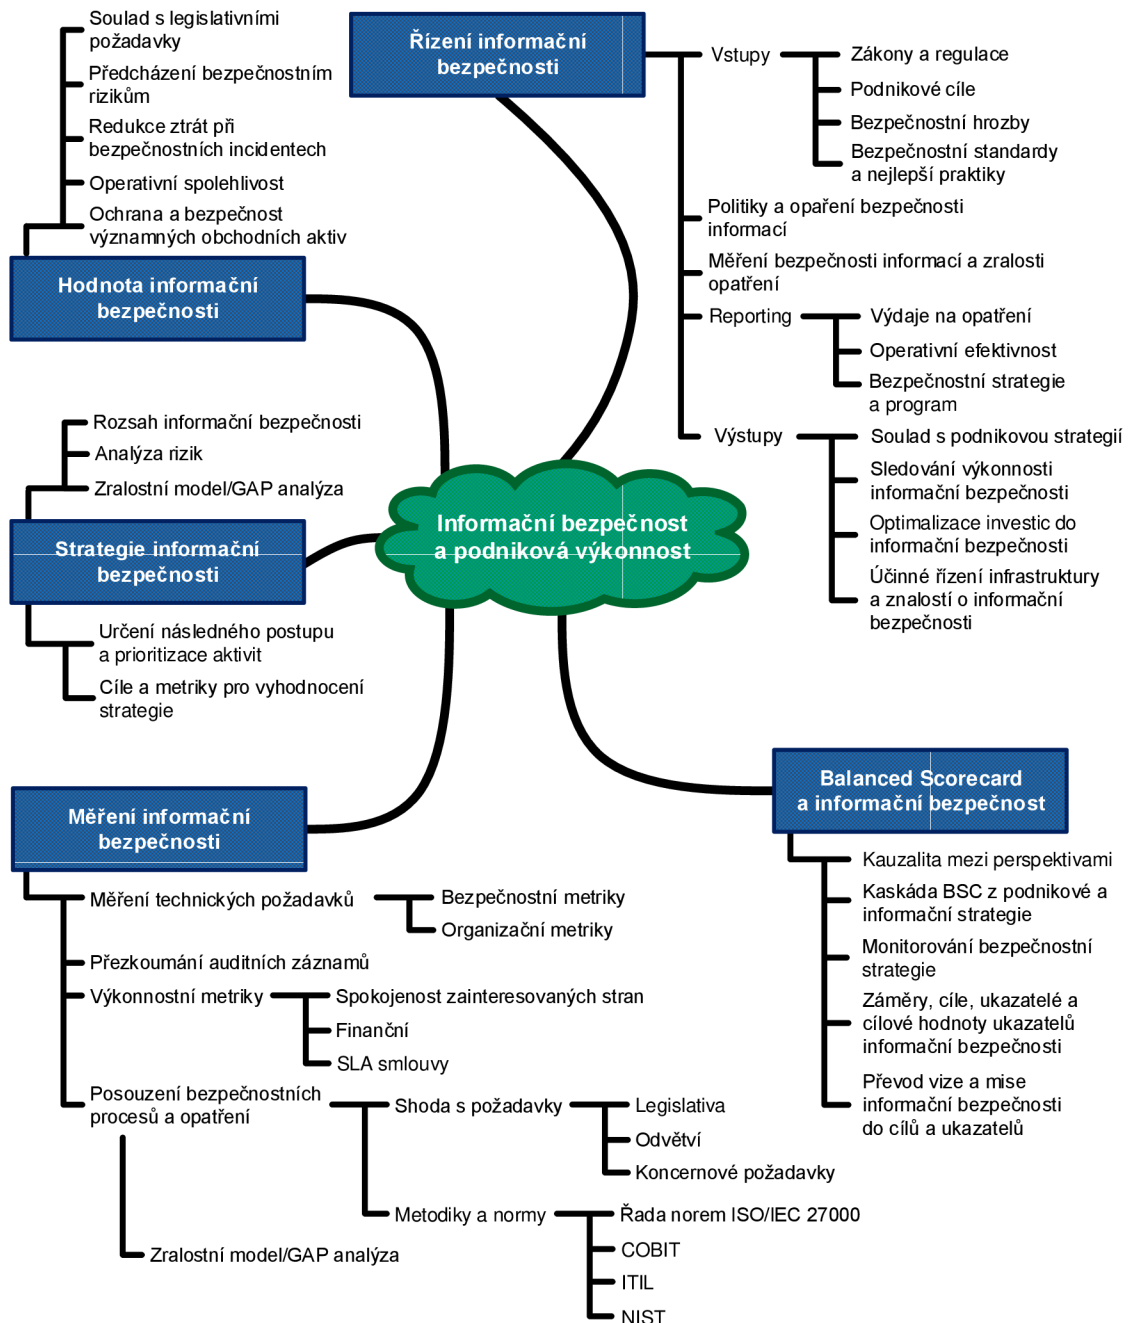 Soulad s legislativními
požadavky
Předcházení bezpečnostním
rizikům
Redukce ztrát při
bezpečnostních incidentech
Operativní spolehlivost
Ochrana a bezpečnost
významných obchodních aktiv
Hodnota informační
bezpečnosti
Řízení informační
bezpečnosti
Vstupy
Zákony a regulace
Podnikové cíle
Bezpečnostní hrozby
Bezpečnostní standardy
a nejlepší praktiky
Politiky a opaření bezpečnosti
informací
Měření bezpečnosti informací a zralosti
opatření
Reporting
Výdaje na opatření
Operativní efektivnost
Bezpečnostní strategie
a program
Výstupy
Soulad s podnikovou strategií
Sledování výkonnosti
informační bezpečnosti
Optimalizace investic do
informační bezpečnosti
Účinné řízení infrastruktury
a znalostí o informační
bezpečnosti
Rozsah informační bezpečnosti
Analýza rizik
Zralostní model/GAP analýza
Strategie informační
bezpečnosti
Určení následného postupu
a prioritizace aktivit
Cíle a metriky pro vyhodnocení
strategie
Informační bezpečnost
a podniková výkonnost
Měření informační
bezpečnosti
Měření technických požadavků
Bezpečnostní metriky
Organizační metriky
Přezkoumání auditních záznamů
Výkonnostní metriky
Spokojenost zainteresovaných stran
Finanční
SLA smlouvy
Posouzení bezpečnostních
procesů a opatření
Shoda s požadavky
Legislativa
Odvětví
Koncernové požadavky
Metodiky a normy
Řada norem ISO/IEC 27000
COBIT
ITIL
NIST
Zralostní model/GAP analýza
Balanced Scorecard
a informační bezpečnost
Kauzalita mezi perspektivami
Kaskáda BSC z podnikové a
informační strategie
Monitorování bezpečnostní
strategie
Záměry, cíle, ukazatelé a
cílové hodnoty ukazatelů
informační bezpečnosti
Převod vize a mise
informační bezpečnosti
do cílů a ukazatelů